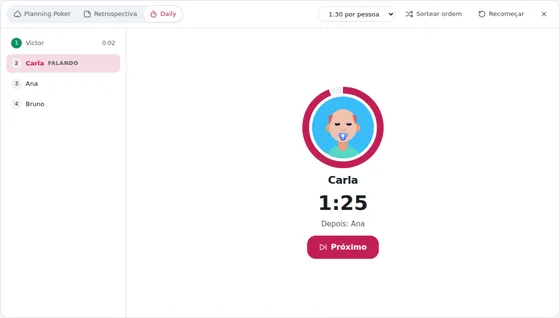 Planning Poker
Retrospectiva
Daily
1:30 por pessoa
Sortear ordem
Recomeçar
1 Victor 0:02
2 Carla FALANDO
3 Ana
4 Bruno
Carla
1:25
Depois: Ana
Próximo